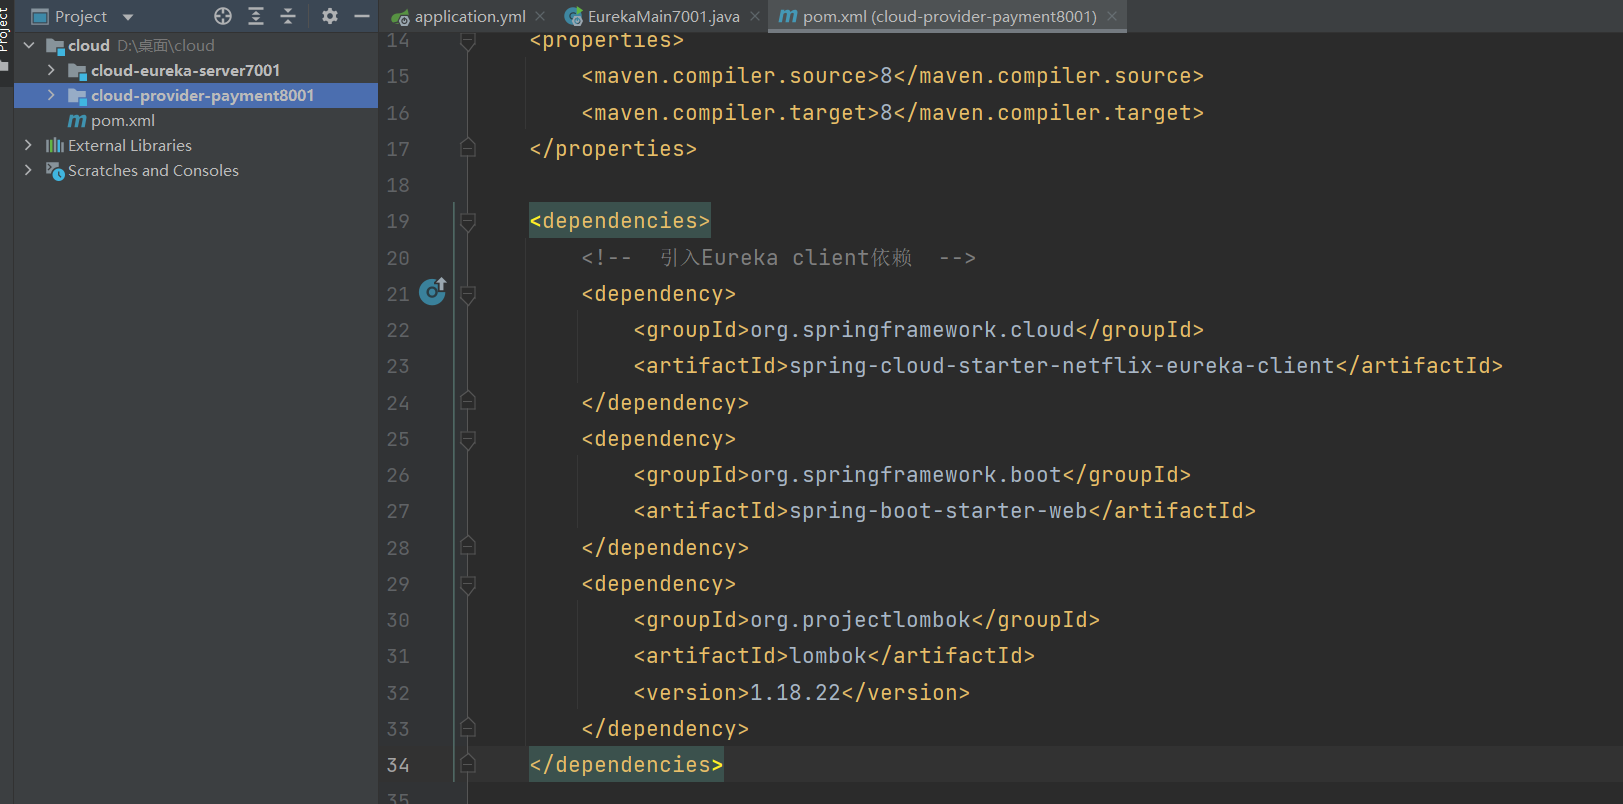 Project
Project
application.yml
EurekaMain7001.java
pom.xml (cloud-provider-payment8001)
cloud D:\桌面\cloud
cloud-eureka-server7001
cloud-provider-payment8001
pom.xml
External Libraries
Scratches and Consoles
14 <properties>
15 <maven.compiler.source>8</maven.compiler.source>
16 <maven.compiler.target>8</maven.compiler.target>
17 </properties>
18
19 <dependencies>
20 <!--  引入Eureka client依赖  -->
21 <dependency>
22 <groupId>org.springframework.cloud</groupId>
23 <artifactId>spring-cloud-starter-netflix-eureka-client</artifactId>
24 </dependency>
25 <dependency>
26 <groupId>org.springframework.boot</groupId>
27 <artifactId>spring-boot-starter-web</artifactId>
28 </dependency>
29 <dependency>
30 <groupId>org.projectlombok</groupId>
31 <artifactId>lombok</artifactId>
32 <version>1.18.22</version>
33 </dependency>
34 </dependencies>
35